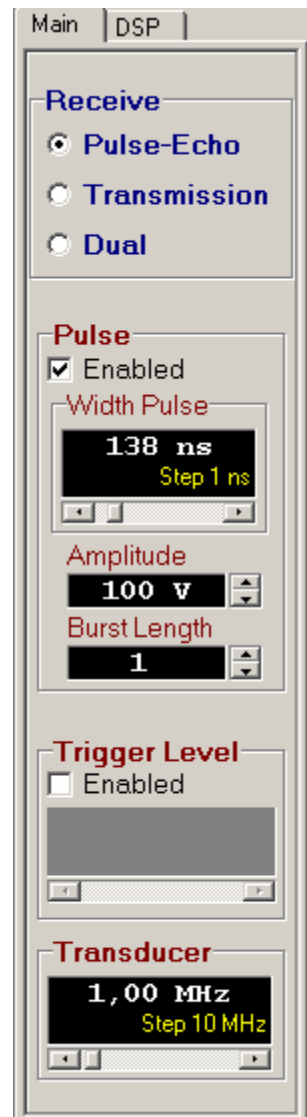 Main DSP
Receive
Pulse-Echo
Transmission
Dual
Pulse
Enabled
Width Pulse
138 ns
Step 1 ns
Amplitude
100 V
Burst Length
1
Trigger Level
Enabled
Transducer
1,00 MHz
Step 10 MHz